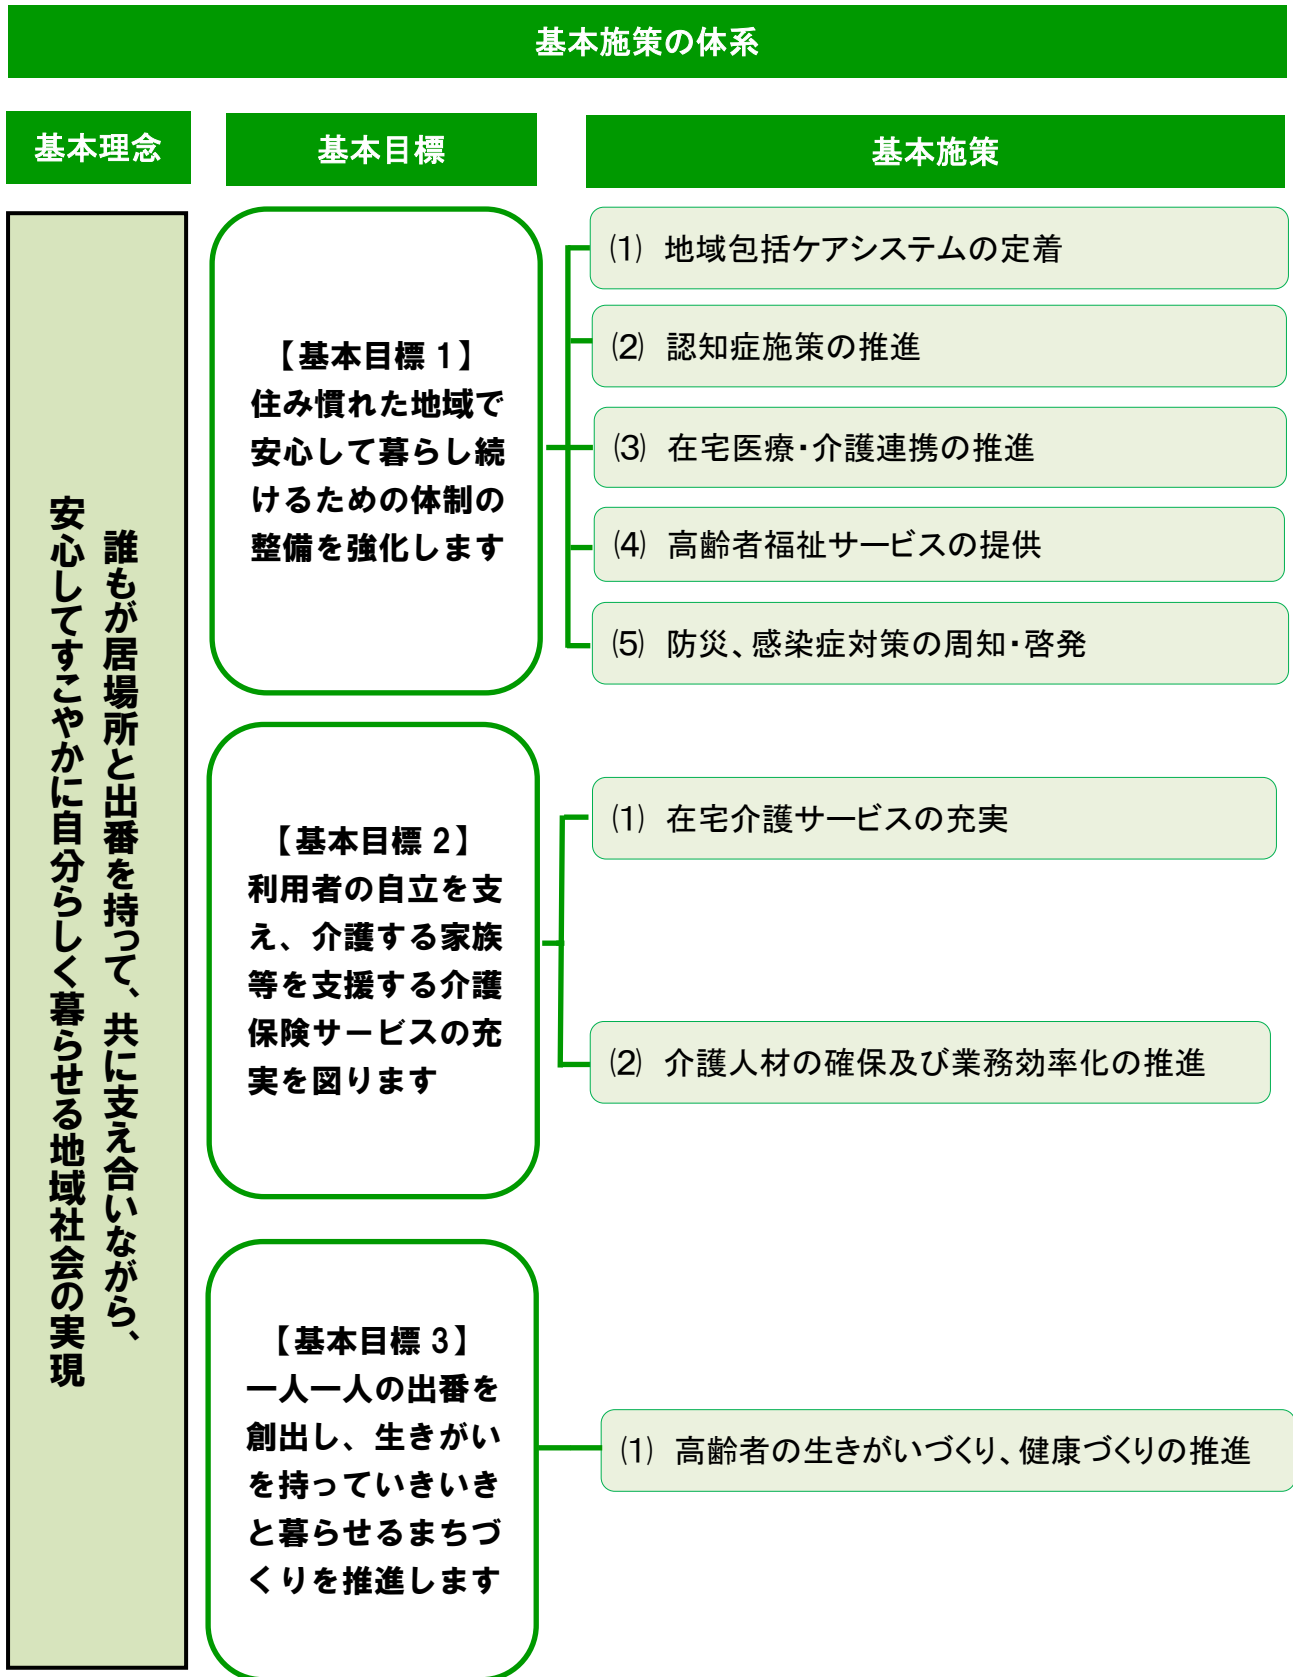 基本施策の体系
基本理念
基本目標
基本施策
誰もが居場所と出番を持って、共に支え合いながら、
安心してすこやかに自分らしく暮らせる地域社会の実現
【基本目標 1】
住み慣れた地域で
安心して暮らし続
けるための体制の
整備を強化します
⑴ 地域包括ケアシステムの定着
⑵ 認知症施策の推進
⑶ 在宅医療・介護連携の推進
⑷ 高齢者福祉サービスの提供
⑸ 防災、感染症対策の周知・啓発
【基本目標 2】
利用者の自立を支
え、介護する家族
等を支援する介護
保険サービスの充
実を図ります
⑴ 在宅介護サービスの充実
⑵ 介護人材の確保及び業務効率化の推進
【基本目標 3】
一人一人の出番を
創出し、生きがい
を持っていきいき
と暮らせるまちづ
くりを推進します
⑴ 高齢者の生きがいづくり、健康づくりの推進